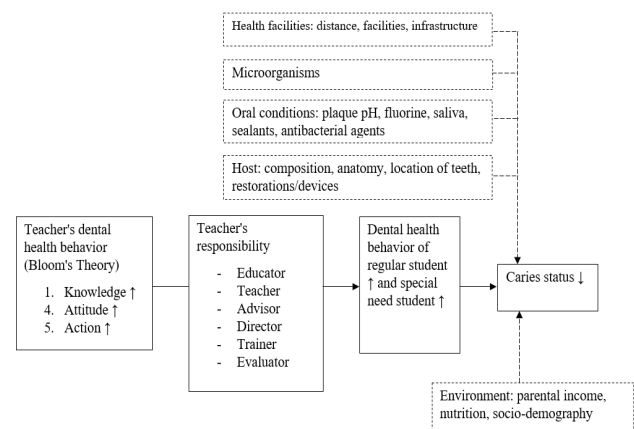 Health facilities: distance, facilities, infrastructure
Microorganisms
Oral conditions: plaque pH, fluorine, saliva,
sealants, antibacterial agents
Host: composition, anatomy, location of teeth,
restorations/devices
Teacher's dental
health behavior
(Bloom's Theory)
1. Knowledge ↑
4. Attitude ↑
5. Action ↑
Teacher's
responsibility
- Educator
- Teacher
- Advisor
- Director
- Trainer
- Evaluator
Dental health
behavior of
regular student
↑ and special
need student ↑
Caries status ↓
Environment: parental income,
nutrition, socio-demography